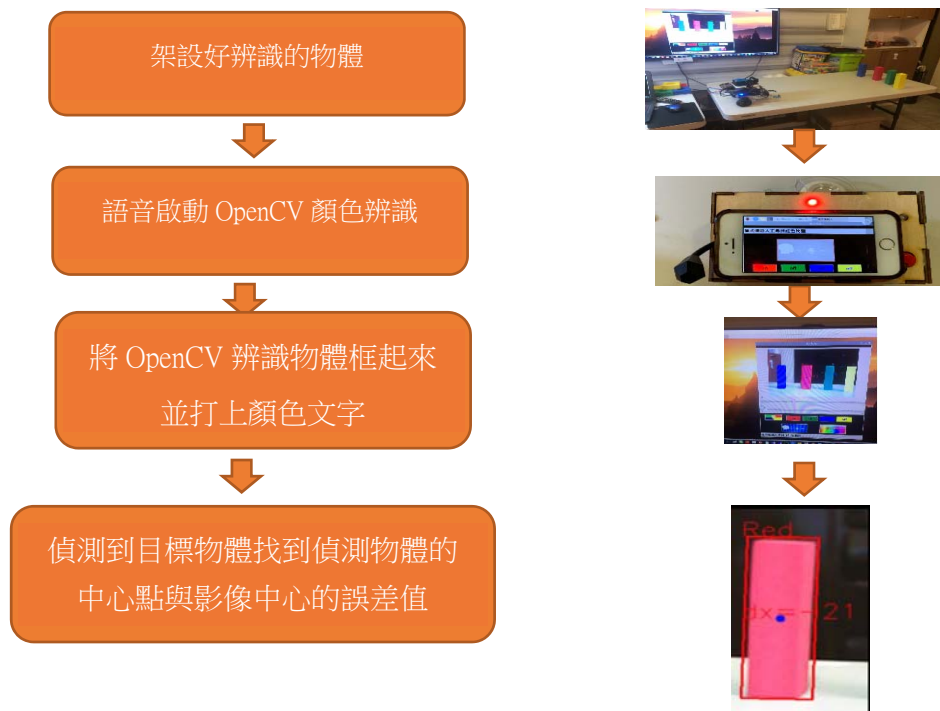 架設好辨識的物體
語音啟動 OpenCV 顏色辨識
將 OpenCV 辨識物體框起來
並打上顏色文字
偵測到目標物體找到偵測物體的
中心點與影像中心的誤差值
Red
dx=-21